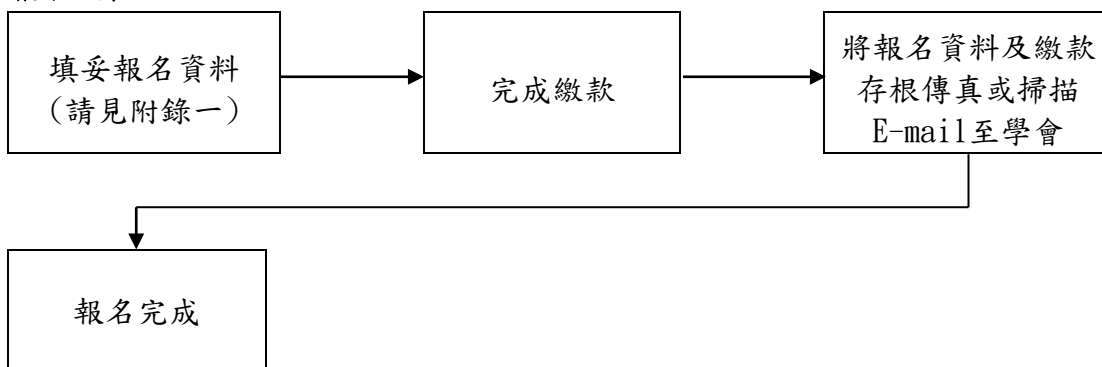 填妥報名資料
(請見附錄一)
完成繳款
將報名資料及繳款
存根傳真或掃描
E-mail至學會
報名完成